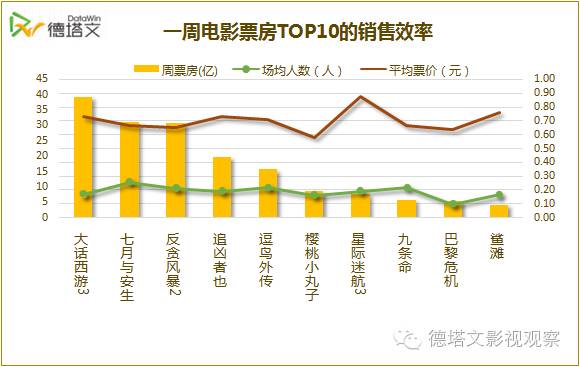 DataWin
德塔文
一周电影票房TOP10的销售效率
周票房(亿) 场均人数（人） 平均票价（元）
45 1.00
40 0.90
35 0.80
30 0.70
25 0.60
20 0.50
15 0.40
10 0.30
5 0.20
0 0.10
0.00
大话西游3
七月与安生
反贪风暴2
追凶者也
逗鸟外传
樱桃小丸子
星际迷航3
九条命
巴黎危机
鲨滩
德塔文影视观察